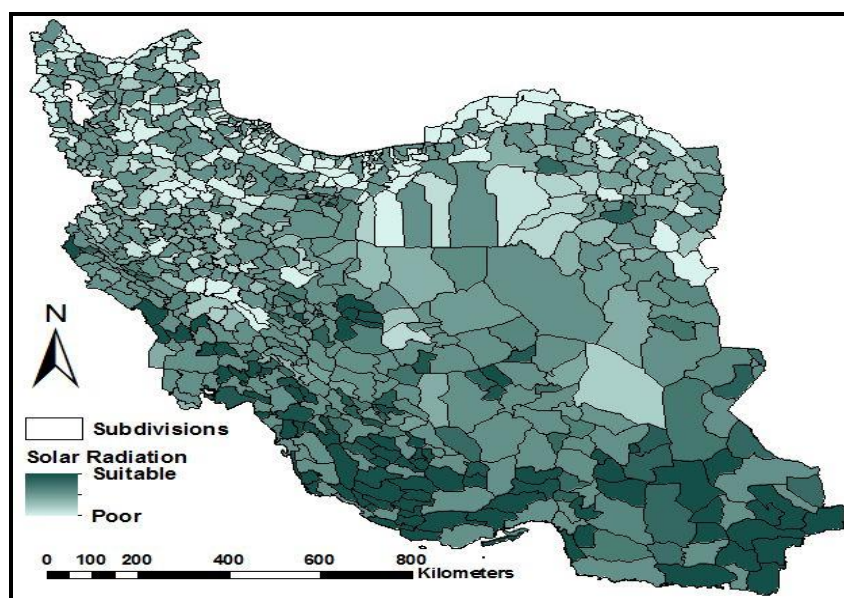 N
Subdivisions
Solar Radiation
Suitable
Poor
0 100 200 400 600 800
Kilometers